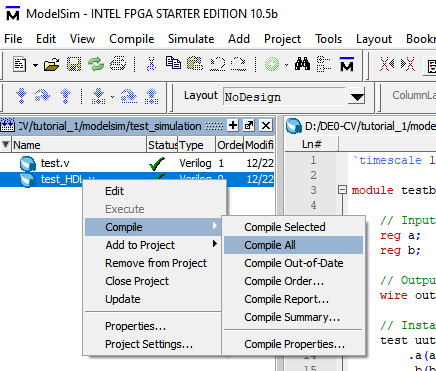 ModelSim - INTEL FPGA STARTER EDITION 10.5b
File Edit View Compile Simulate Add Project Tools Layout Bookm
Layout NoDesign
ColumnLa
CV/tutorial_1/modelsim/test_simulation
D:/DE0-CV/tutorial_1/mode
Name Status Type Order Modifi
Ln#
test.v Verilog 1 12/22
1 `timescale 1
2
3 module testb
4
5 // Input
6 reg a;
7 reg b;
8
9 // Outpu
10 wire out
11
12 // Insta
13 test uut
14 .a(a
15 .b(b
Edit
Execute
Compile
Add to Project
Remove from Project
Close Project
Update
Properties...
Project Settings...
Compile Selected
Compile All
Compile Out-of-Date
Compile Order...
Compile Report...
Compile Summary...
Compile Properties...